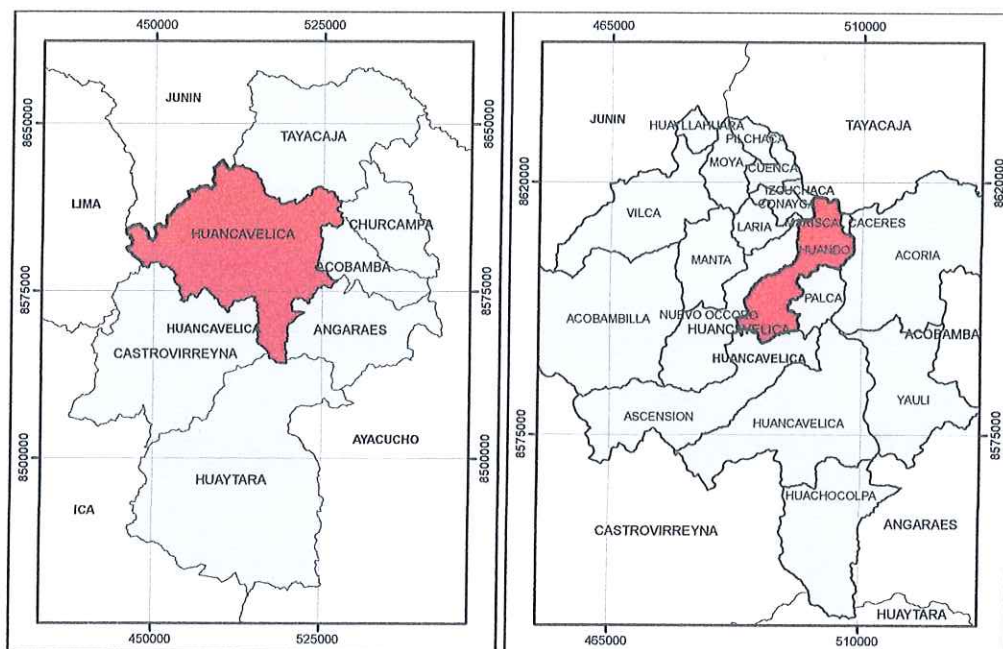 450000
525000
8650000
8650000
JUNIN
TAYACAJA
LIMA
HUANCAVELICA
CHURCAMPA
ACOBAMBA
8575000
8575000
HUANCAVELICA
ANGARAES
CASTROVIRREYNA
AYACUCHO
8500000
8500000
HUAYTARA
ICA
450000
525000
465000
510000
JUNIN
HUAYLLAHUARA
PILCHACA
TAYACAJA
MOYA
CUENCA
8620000
8620000
IZCUCHACA
CONAYCA
VILCA
LARIA
MARISCAL CACERES
HUANDO
MANTA
ACORIA
PALCA
ACOBAMBILLA
NUEVO OCCORO
HUANCAVELICA
ACOBAMBA
HUANCAVELICA
YAULI
ASCENSION
HUANCAVELICA
8575000
8575000
HUACHOCOLPA
CASTROVIRREYNA
ANGARAES
HUAYTARA
465000
510000